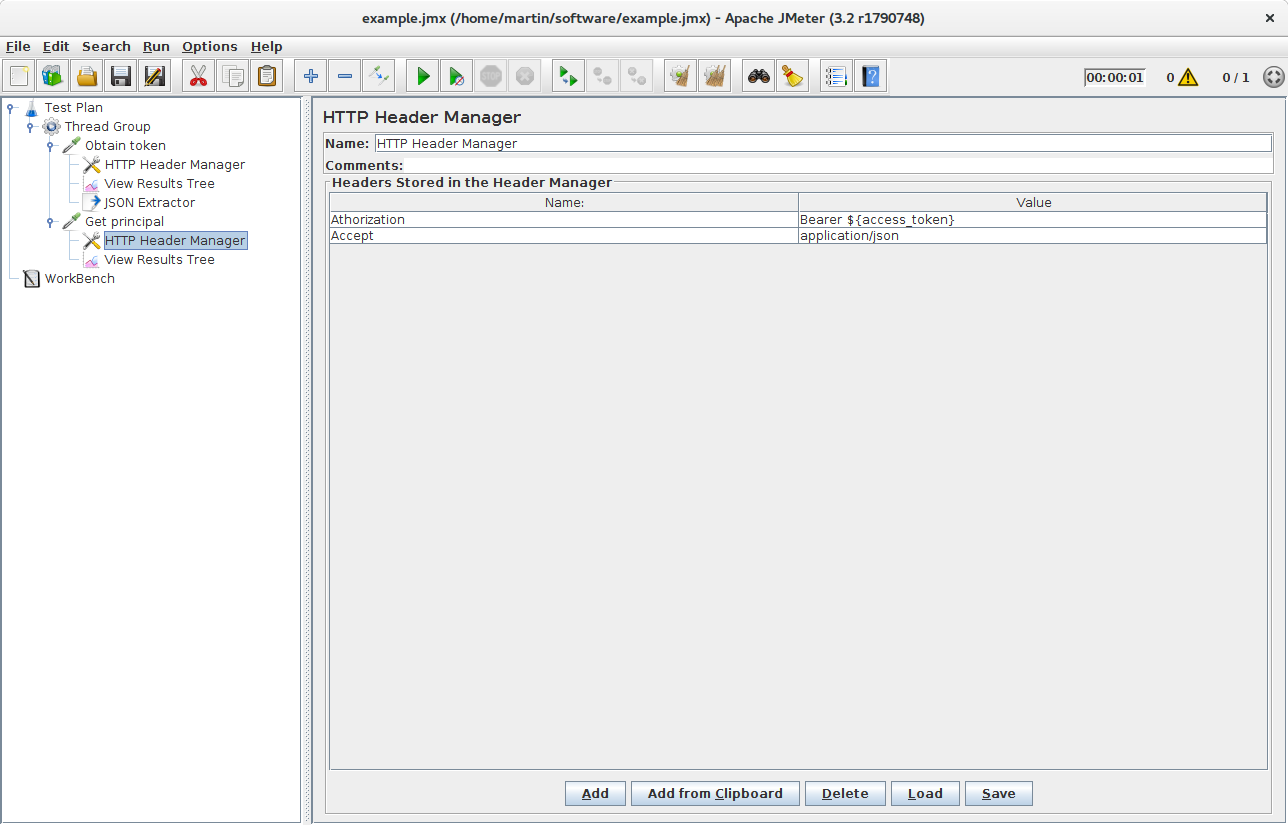 example.jmx (/home/martin/software/example.jmx) - Apache JMeter (3.2 r1790748)
File Edit Search Run Options Help
STOP 00:00:01 0 0 / 1
Test Plan
Thread Group
Obtain token
HTTP Header Manager
View Results Tree
JSON Extractor
Get principal
HTTP Header Manager
View Results Tree
WorkBench
HTTP Header Manager
Name: HTTP Header Manager
Comments:
Headers Stored in the Header Manager
Name: Value
Athorization Bearer ${access_token}
Accept application/json
Add Add from Clipboard Delete Load Save